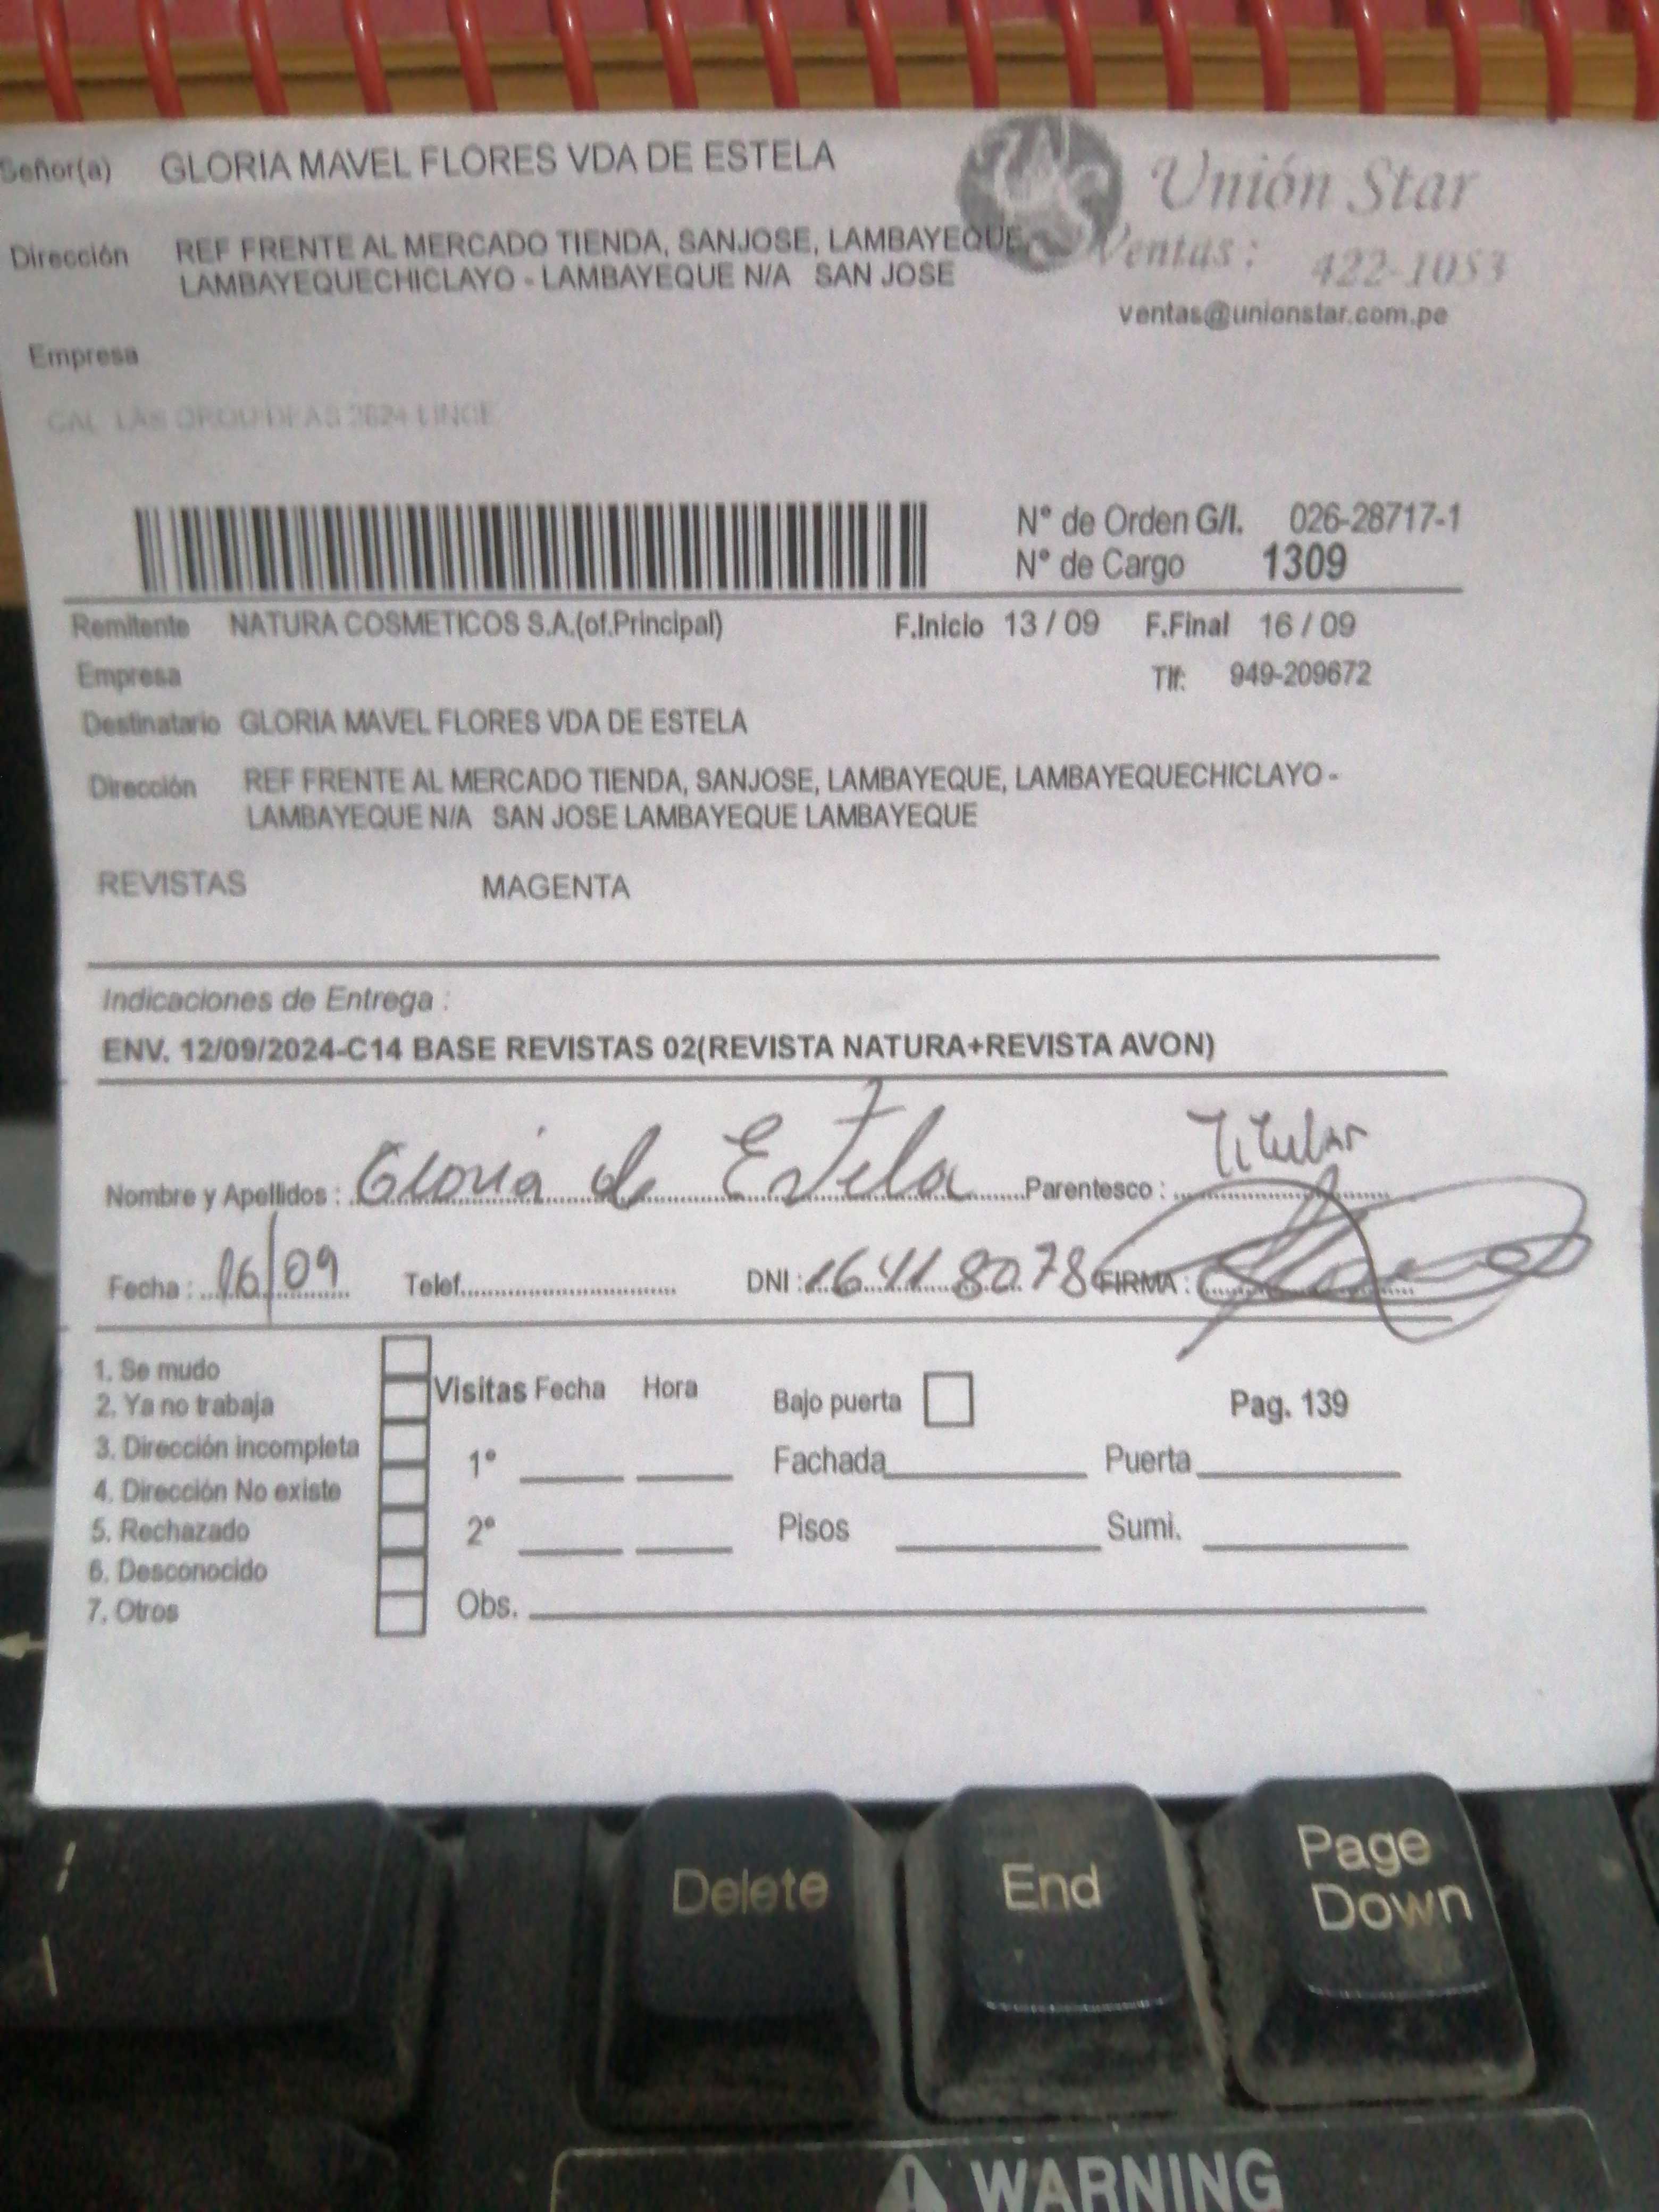 Señor(a) GLORIA MAVEL FLORES VDA DE ESTELA
Unión Star
Dirección REF FRENTE AL MERCADO TIENDA, SANJOSE, LAMBAYEQUE,
LAMBAYEQUECHICLAYO - LAMBAYEQUE N/A SAN JOSE
Ventas: 422-1053
ventas@unionstar.com.pe
Empresa
CAL LAS ORQUIDEAS 2624 LINCE
N° de Orden G/I. 026-28717-1
N° de Cargo 1309
Remitente NATURA COSMETICOS S.A.(of.Principal) F.Inicio 13 / 09 F.Final 16 / 09
Empresa Tlf: 949-209672
Destinatario GLORIA MAVEL FLORES VDA DE ESTELA
Dirección REF FRENTE AL MERCADO TIENDA, SANJOSE, LAMBAYEQUE, LAMBAYEQUECHICLAYO -
LAMBAYEQUE N/A SAN JOSE LAMBAYEQUE LAMBAYEQUE
REVISTAS MAGENTA
Indicaciones de Entrega :
ENV. 12/09/2024-C14 BASE REVISTAS 02(REVISTA NATURA+REVISTA AVON)
Nombre y Apellidos : Gloria de Estela Parentesco : Titular
Fecha : 16/09 Telef. DNI : FIRMA :
1. Se mudo
2. Ya no trabaja
3. Dirección incompleta
4. Dirección No existe
5. Rechazado
6. Desconocido
7. Otros
Visitas Fecha Hora Bajo puerta Pag. 139
1° Fachada Puerta
2° Pisos Sumi.
Obs.
Delete
End
Page Down
WARNING